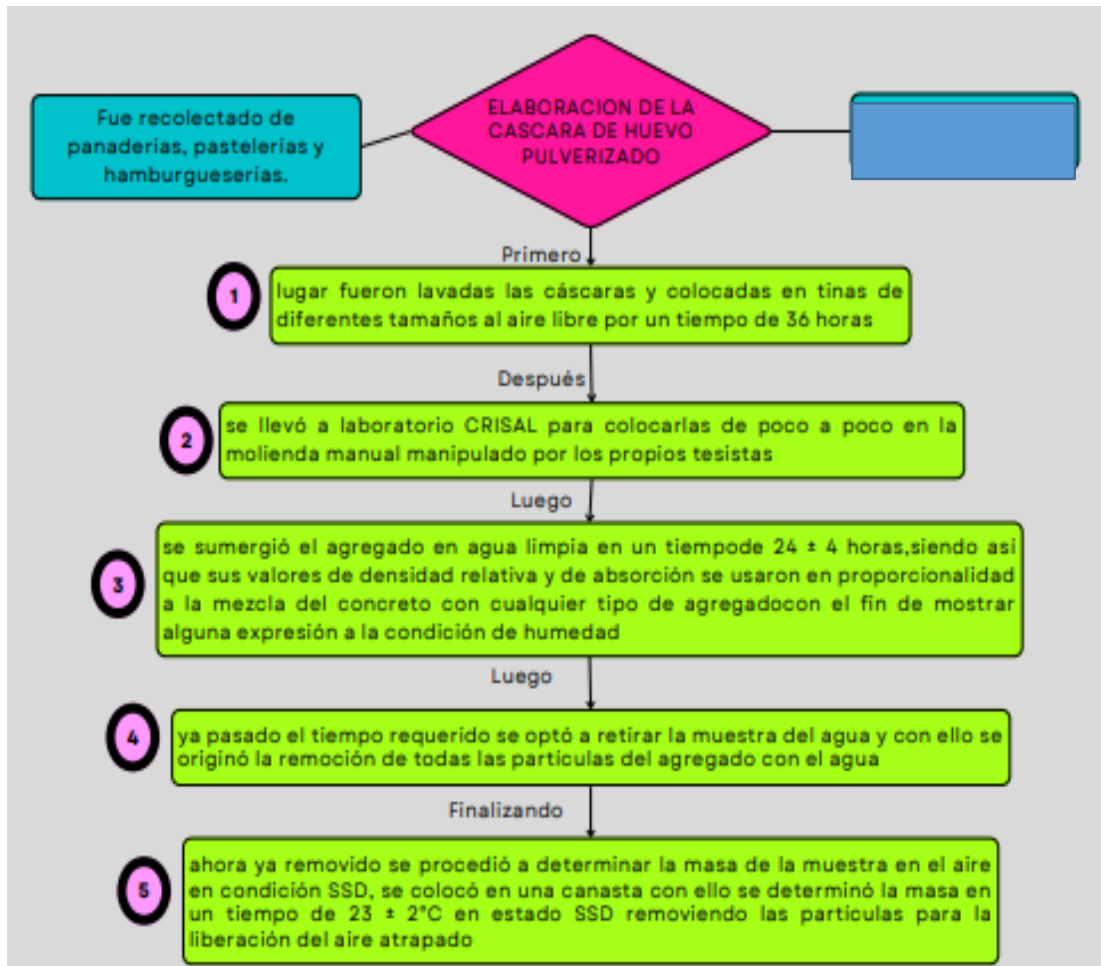 Fue recolectado de
panaderias, pastelerías y
hamburgueserías.
ELABORACION DE LA
CASCARA DE HUEVO
PULVERIZADO
Primero
1
lugar fueron lavadas las cáscaras y colocadas en tinas de
diferentes tamaños al aire libre por un tiempo de 36 horas
Después
2
se llevó a laboratorio CRISAL para colocarlas de poco a poco en la
molienda manual manipulado por los propios tesistas
Luego
3
se sumergió el agregado en agua limpia en un tiempode 24 ± 4 horas,siendo asi
que sus valores de densidad relativa y de absorción se usaron en proporcionalidad
a la mezcla del concreto con cualquier tipo de agregadocon el fin de mostrar
alguna expresión a la condición de humedad
Luego
4
ya pasado el tiempo requerido se optó a retirar la muestra del agua y con ello se
originó la remoción de todas las particulas del agregado con el agua
Finalizando
5
ahora ya removido se procedió a determinar la masa de la muestra en el aire
en condición SSD, se colocó en una canasta con ello se determinó la masa en
un tiempo de 23 ± 2°C en estado SSD removiendo las particulas para la
liberación del aire atrapado